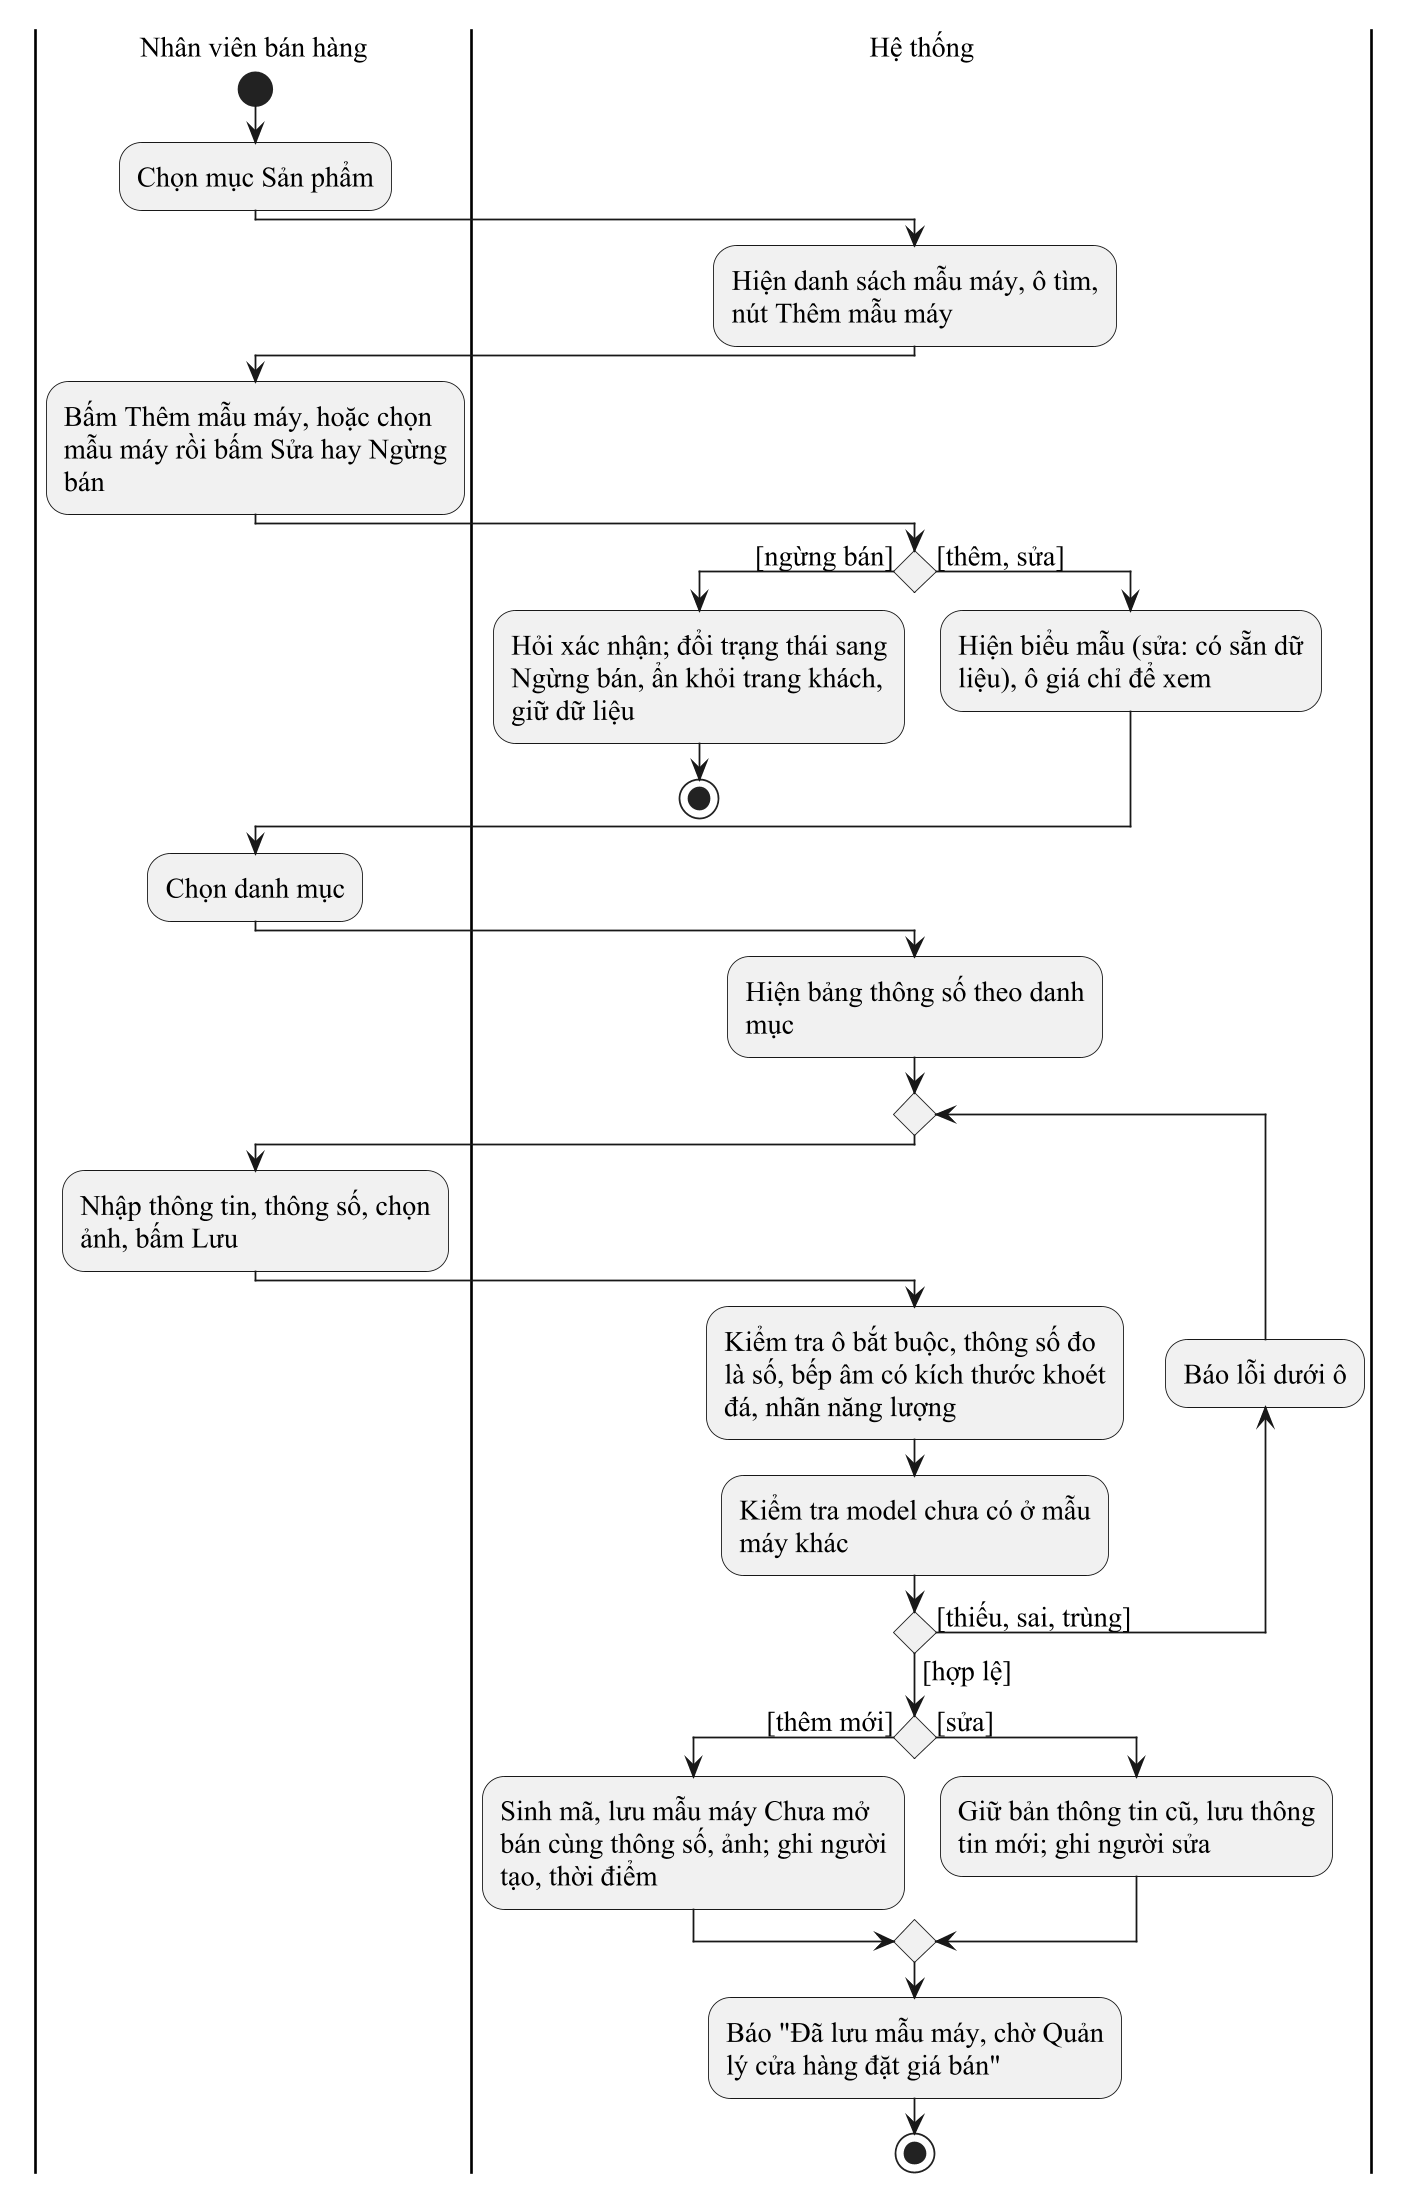 Nhân viên bán hàng
Hệ thống
Chọn mục Sản phẩm
Hiện danh sách mẫu máy, ô tìm,
nút Thêm mẫu máy
Bấm Thêm mẫu máy, hoặc chọn
mẫu máy rồi bấm Sửa hay Ngừng
bán
[ngừng bán]
[thêm, sửa]
Hỏi xác nhận; đổi trạng thái sang
Ngừng bán, ẩn khỏi trang khách,
giữ dữ liệu
Hiện biểu mẫu (sửa: có sẵn dữ
liệu), ô giá chỉ để xem
Chọn danh mục
Hiện bảng thông số theo danh
mục
Nhập thông tin, thông số, chọn
ảnh, bấm Lưu
Kiểm tra ô bắt buộc, thông số đo
là số, bếp âm có kích thước khoét
đá, nhãn năng lượng
Báo lỗi dưới ô
Kiểm tra model chưa có ở mẫu
máy khác
[thiếu, sai, trùng]
[hợp lệ]
[thêm mới]
[sửa]
Sinh mã, lưu mẫu máy Chưa mở
bán cùng thông số, ảnh; ghi người
tạo, thời điểm
Giữ bản thông tin cũ, lưu thông
tin mới; ghi người sửa
Báo "Đã lưu mẫu máy, chờ Quản
lý cửa hàng đặt giá bán"